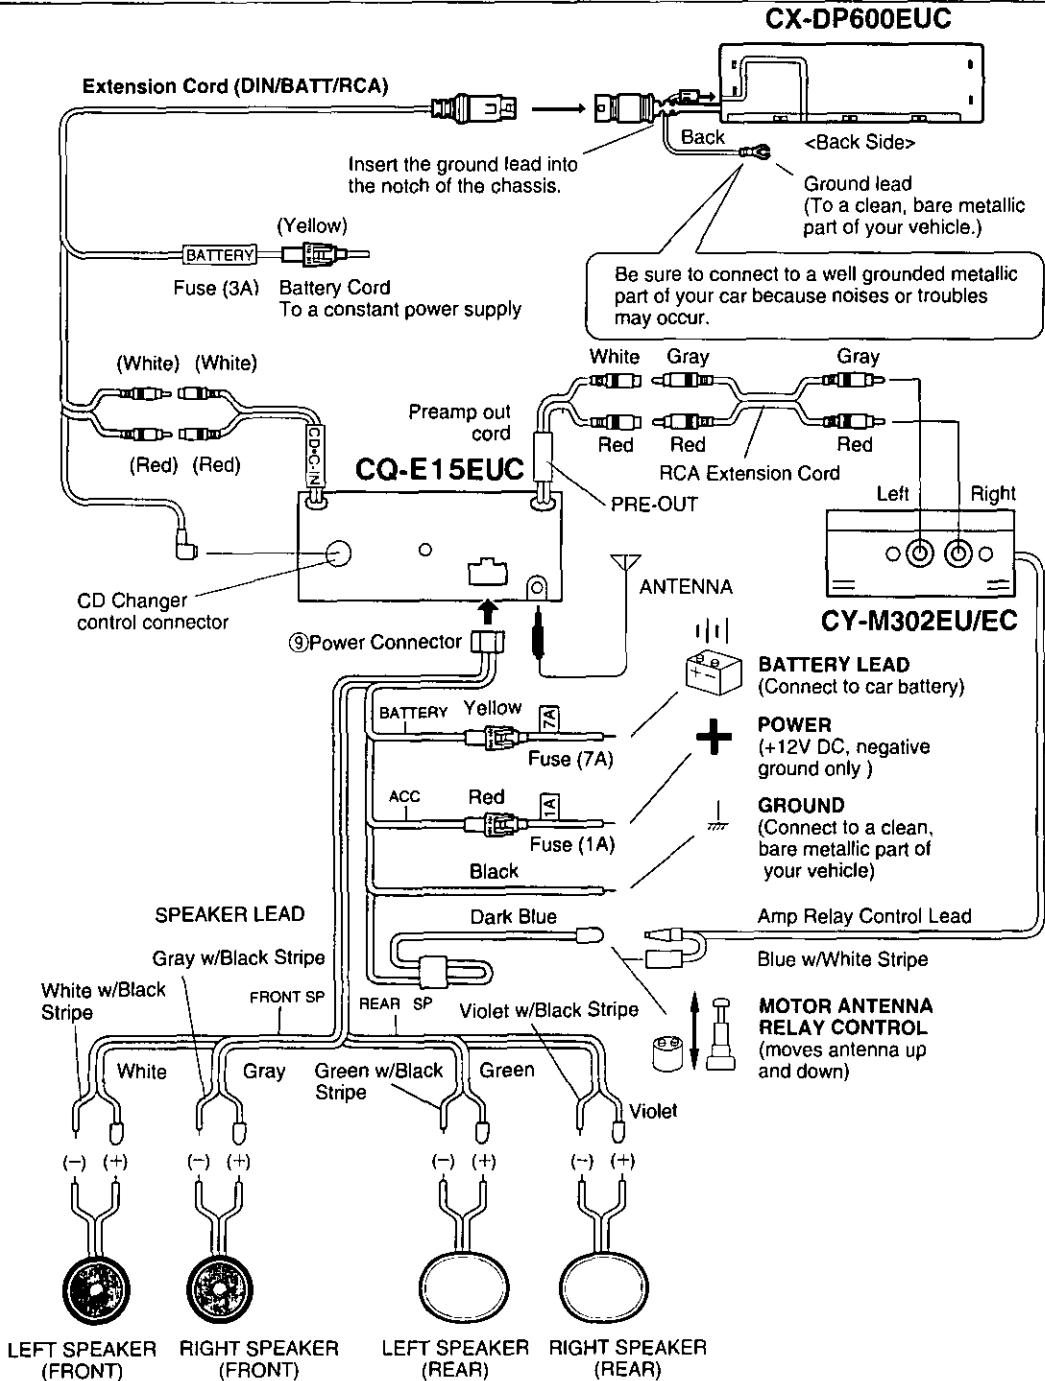 CX-DP600EUC
Extension Cord (DIN/BATT/RCA)
Back
<Back Side>
Insert the ground lead into
the notch of the chassis.
Ground lead
(To a clean, bare metallic
part of your vehicle.)
(Yellow)
BATTERY
Fuse (3A)
Battery Cord
To a constant power supply
Be sure to connect to a well grounded metallic
part of your car because noises or troubles
may occur.
(White) (White)
(Red) (Red)
CD•C-IN
Preamp out
cord
White Gray Gray
Red Red Red
RCA Extension Cord
CQ-E15EUC
PRE-OUT
Left Right
CY-M302EU/EC
ANTENNA
CD Changer
control connector
⑨Power Connector
BATTERY Yellow 7A
Fuse (7A)
BATTERY LEAD
(Connect to car battery)
POWER
(+12V DC, negative
ground only )
ACC Red 1A
Fuse (1A)
GROUND
(Connect to a clean,
bare metallic part of
your vehicle)
Black
Dark Blue
Amp Relay Control Lead
Blue w/White Stripe
SPEAKER LEAD
Gray w/Black Stripe
White w/Black
Stripe
FRONT SP
REAR SP
Violet w/Black Stripe
MOTOR ANTENNA
RELAY CONTROL
(moves antenna up
and down)
White
Gray
Green w/Black
Stripe
Green
Violet
(−) (+) (−) (+) (−) (+) (−) (+)
LEFT SPEAKER
(FRONT)
RIGHT SPEAKER
(FRONT)
LEFT SPEAKER
(REAR)
RIGHT SPEAKER
(REAR)